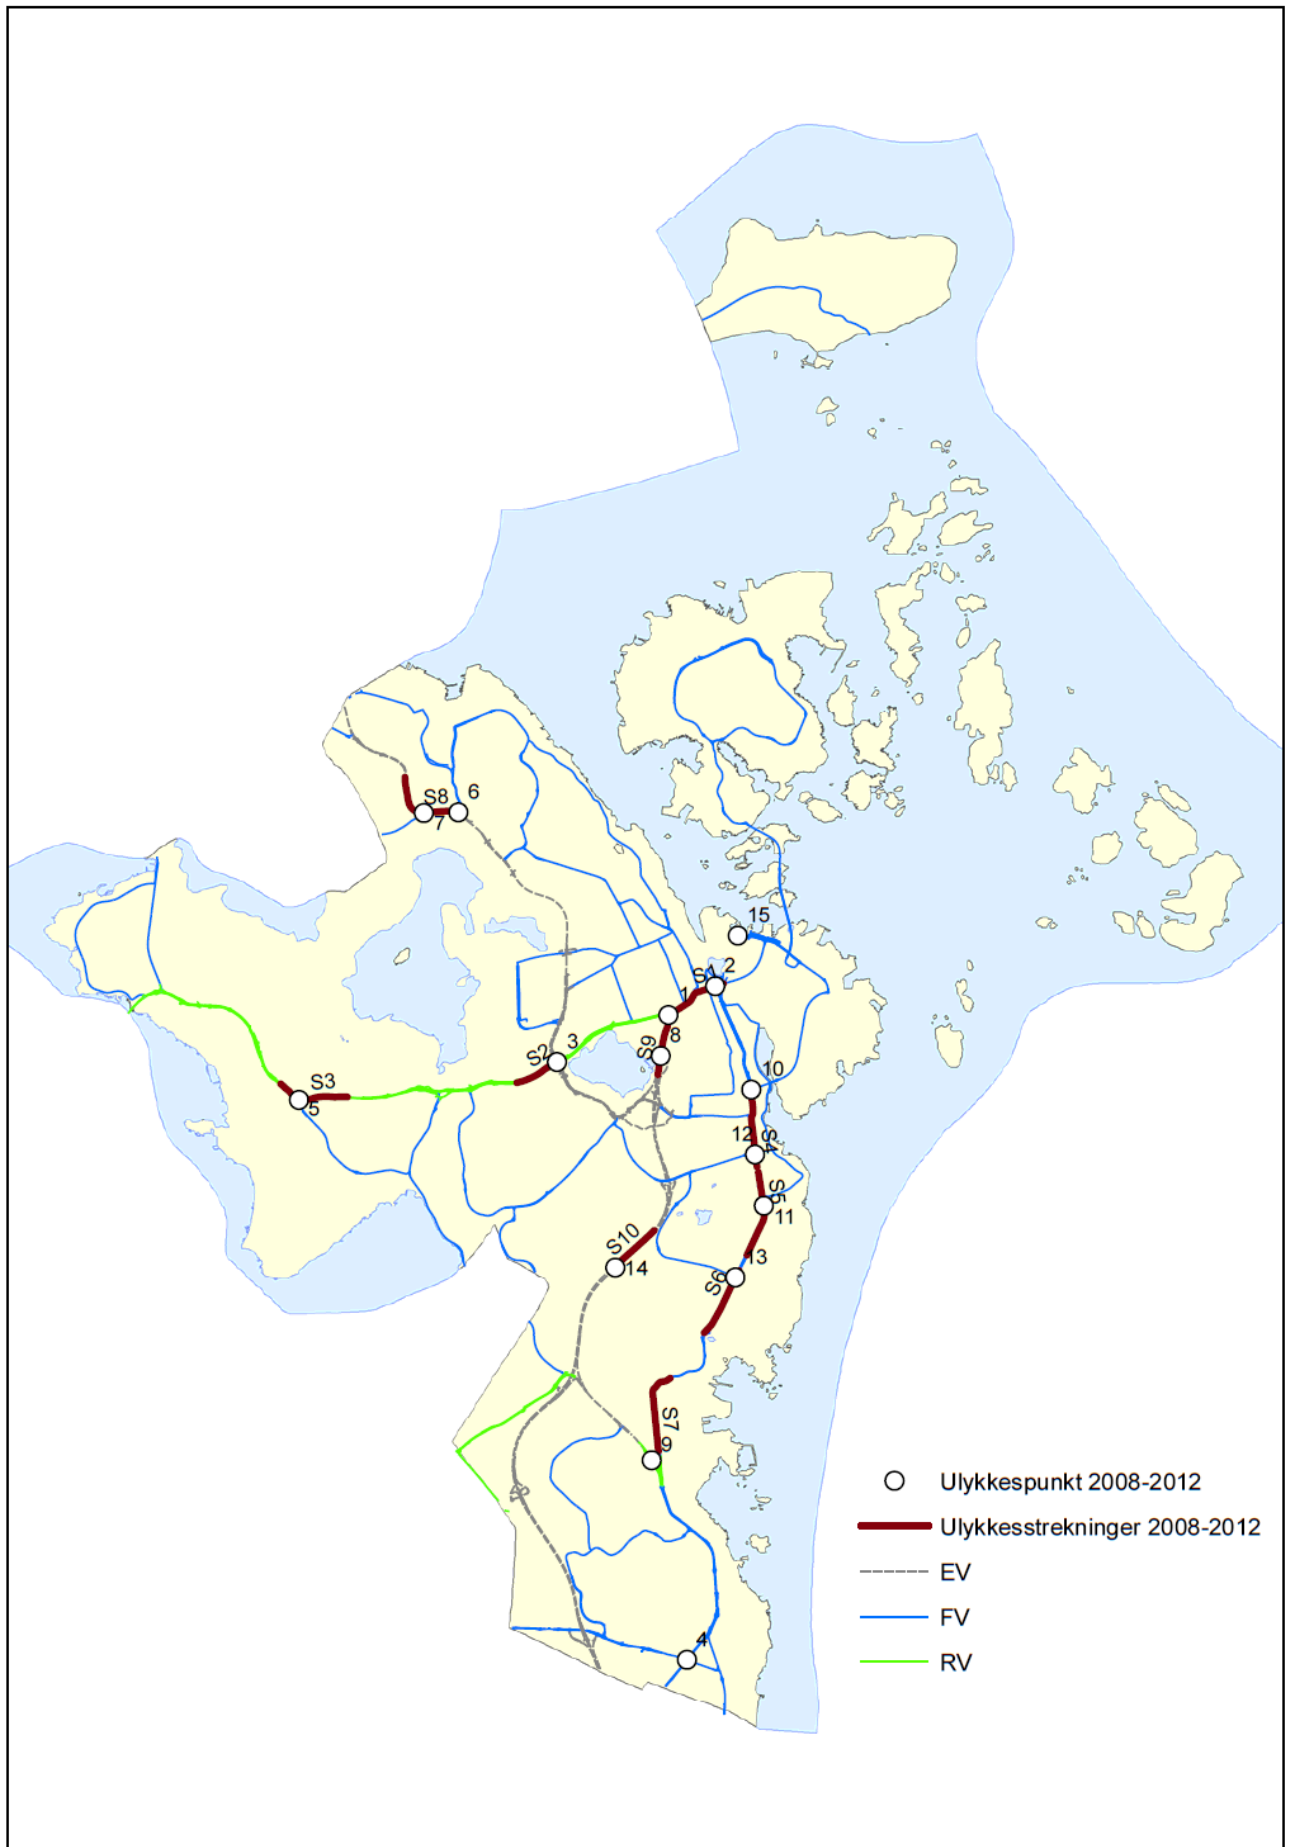 S8
6
7
15
S1
2
1
8
S9
3
S2
S3
5
10
12
S4
S5
11
S10
14
13
S6
S7
9
Ulykkespunkt 2008-2012
Ulykkesstrekninger 2008-2012
EV
FV
RV
4